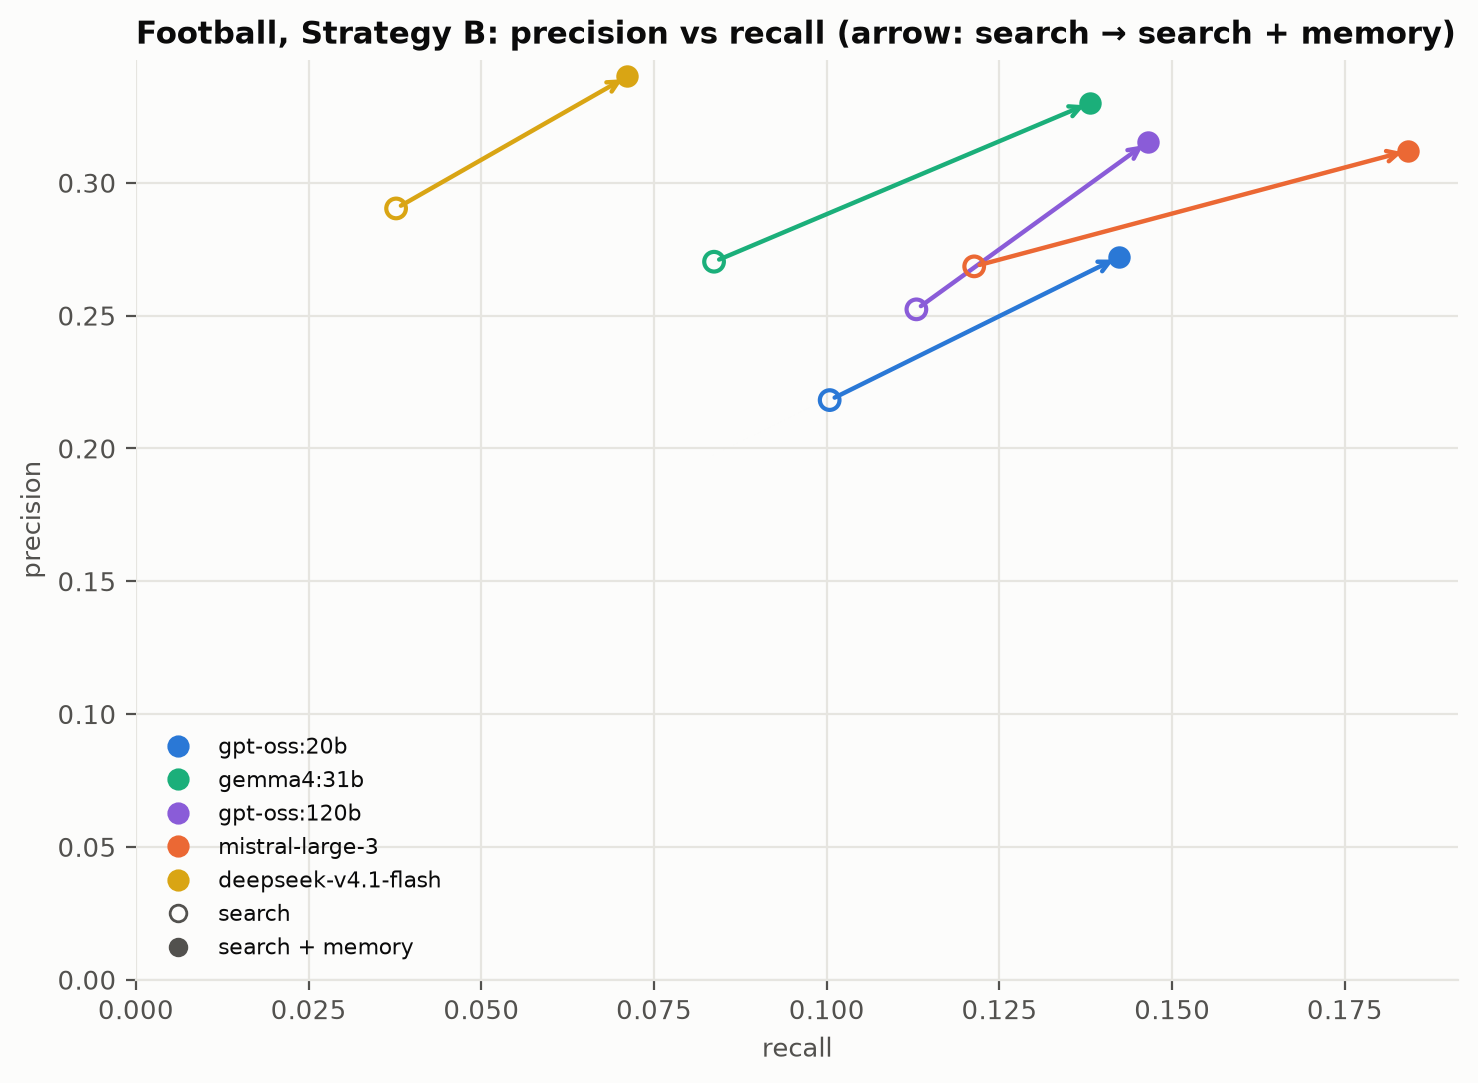 Football, Strategy B: precision vs recall (arrow: search → search + memory)
precision
0.30
0.25
0.20
0.15
0.10
0.05
0.00
gpt-oss:20b
gemma4:31b
gpt-oss:120b
mistral-large-3
deepseek-v4.1-flash
search
search + memory
0.000 0.025 0.050 0.075 0.100 0.125 0.150 0.175
recall